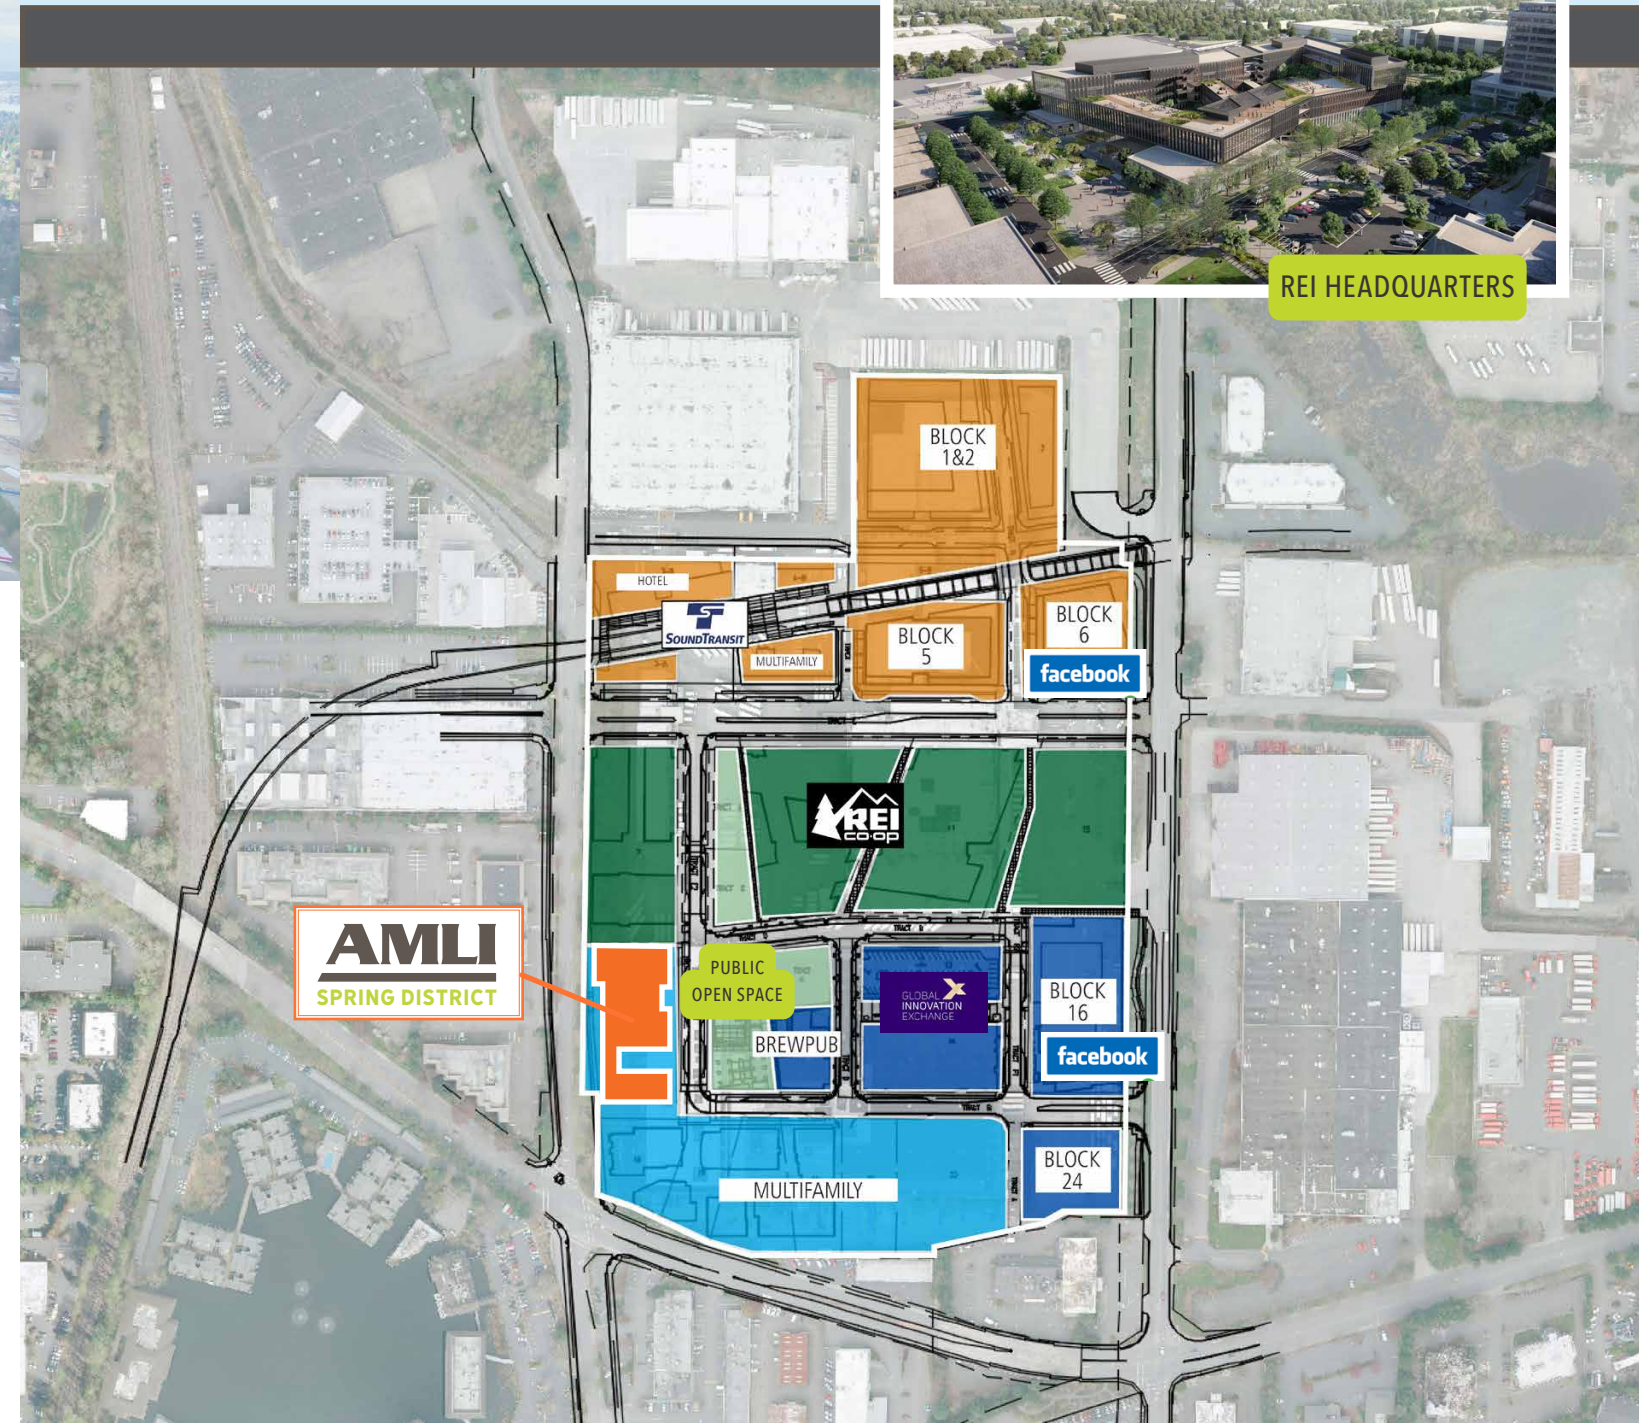 REI HEADQUARTERS
BLOCK
1&2
HOTEL
SOUNDTRANSIT
MULTIFAMILY
BLOCK
5
BLOCK
6
facebook
REI
co·op
AMLI
SPRING DISTRICT
PUBLIC
OPEN SPACE
BREWPUB
GLOBAL
INNOVATION
EXCHANGE
BLOCK
16
facebook
MULTIFAMILY
BLOCK
24